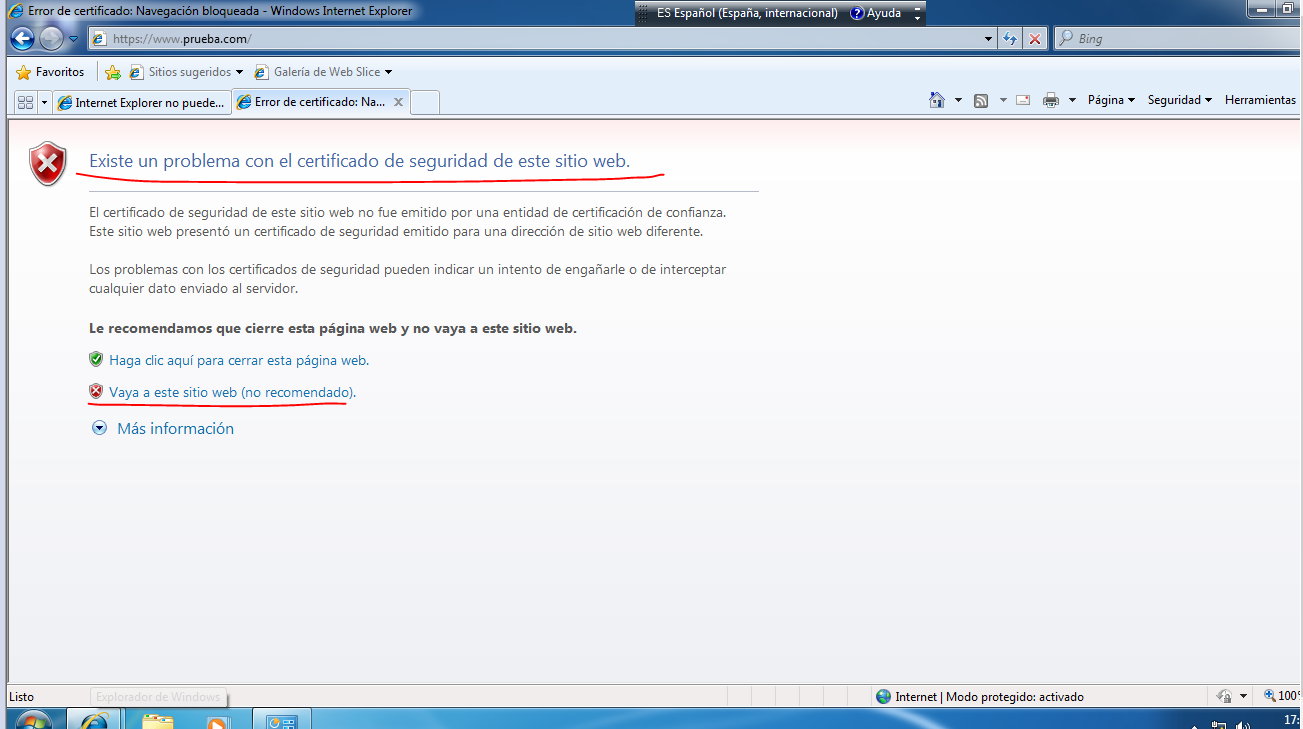 Error de certificado: Navegación bloqueada - Windows Internet Explorer
ES Español (España, internacional) Ayuda
https://www.prueba.com/
Bing
Favoritos Sitios sugeridos Galería de Web Slice
Internet Explorer no puede... Error de certificado: Na... Página Seguridad Herramientas
Existe un problema con el certificado de seguridad de este sitio web.
El certificado de seguridad de este sitio web no fue emitido por una entidad de certificación de confianza.
Este sitio web presentó un certificado de seguridad emitido para una dirección de sitio web diferente.
Los problemas con los certificados de seguridad pueden indicar un intento de engañarle o de interceptar
cualquier dato enviado al servidor.
Le recomendamos que cierre esta página web y no vaya a este sitio web.
Haga clic aquí para cerrar esta página web.
Vaya a este sitio web (no recomendado).
Más información
Listo Explorador de Windows Internet | Modo protegido: activado 100%
17: